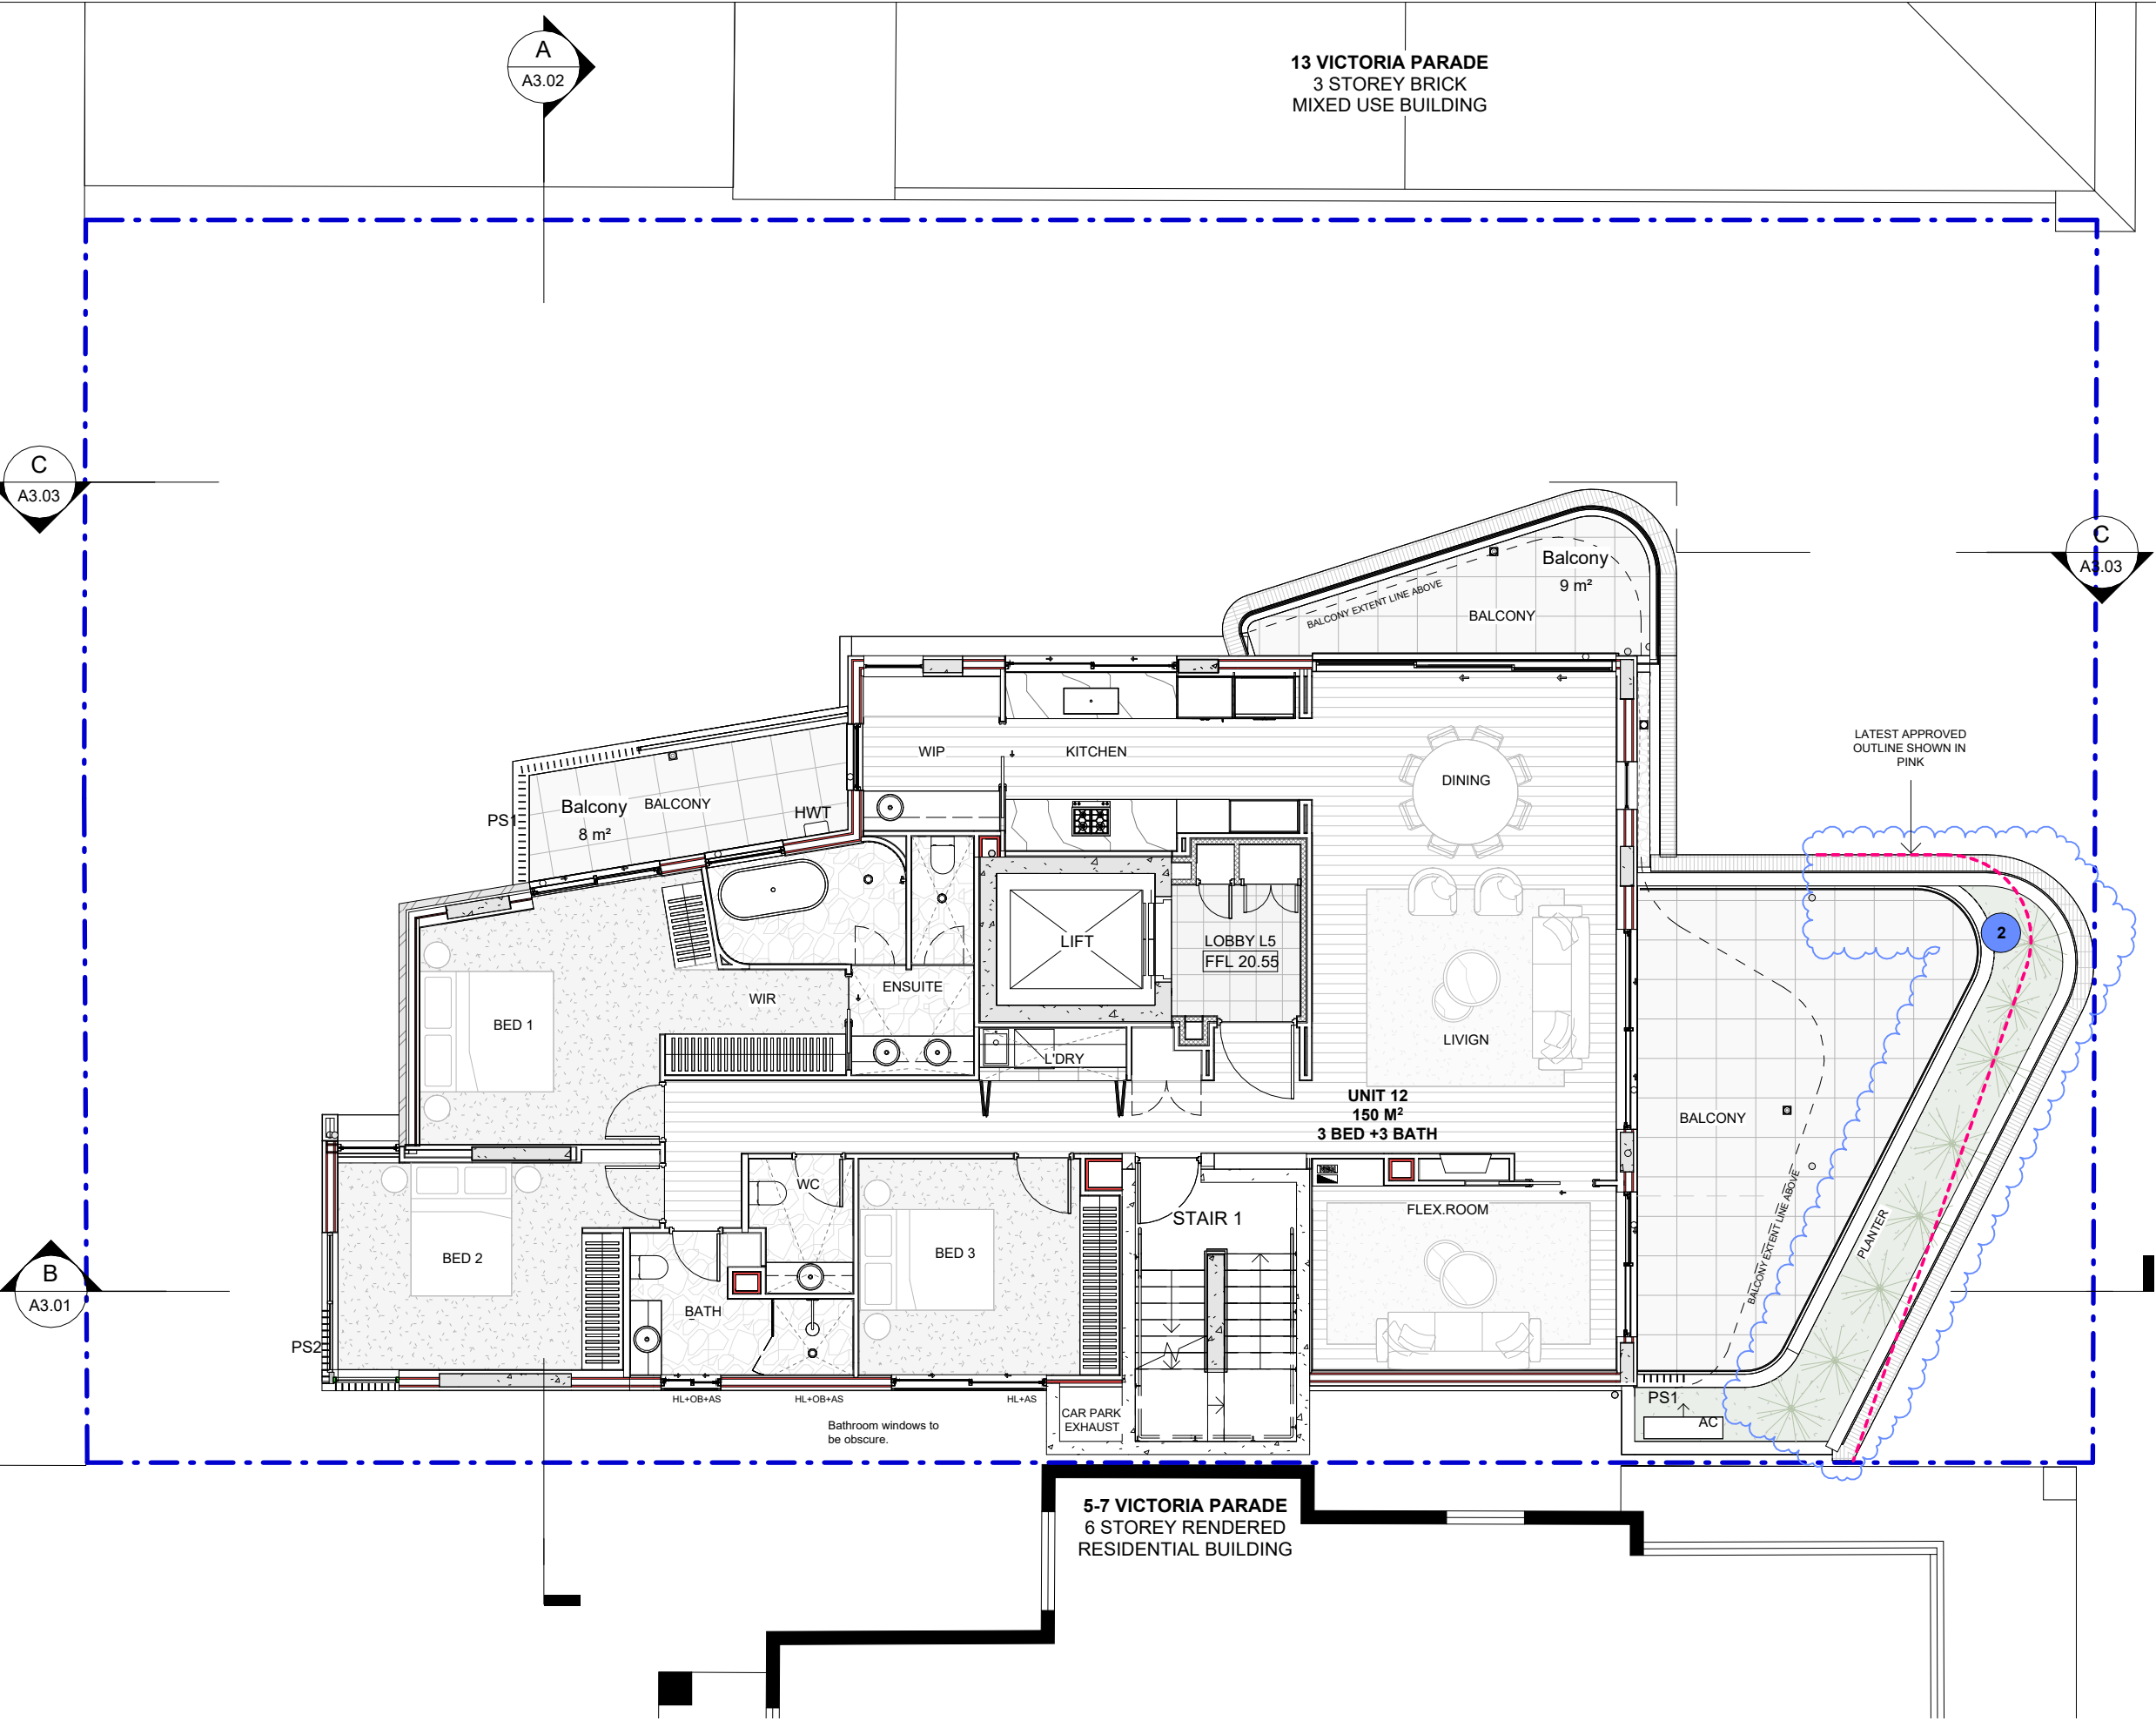 A
A3.02
13 VICTORIA PARADE
3 STOREY BRICK
MIXED USE BUILDING
C
A3.03
C
A3.03
Balcony
9 m²
BALCONY EXTENT LINE ABOVE
BALCONY
LATEST APPROVED
OUTLINE SHOWN IN
PINK
WIP
KITCHEN
DINING
Balcony
8 m²
BALCONY
HWT
PS1
2
LIFT
LOBBY L5
FFL 20.55
ENSUITE
WIR
BED 1
LIVIGN
L'DRY
UNIT 12
150 M²
3 BED +3 BATH
BALCONY
WC
STAIR 1
FLEX.ROOM
BALCONY EXTENT LINE ABOVE
PLANTER
BED 2
BED 3
B
A3.01
BATH
PS2
HL+OB+AS
HL+OB+AS
HL+AS
PS1
AC
CAR PARK
EXHAUST
Bathroom windows to
be obscure.
5-7 VICTORIA PARADE
6 STOREY RENDERED
RESIDENTIAL BUILDING